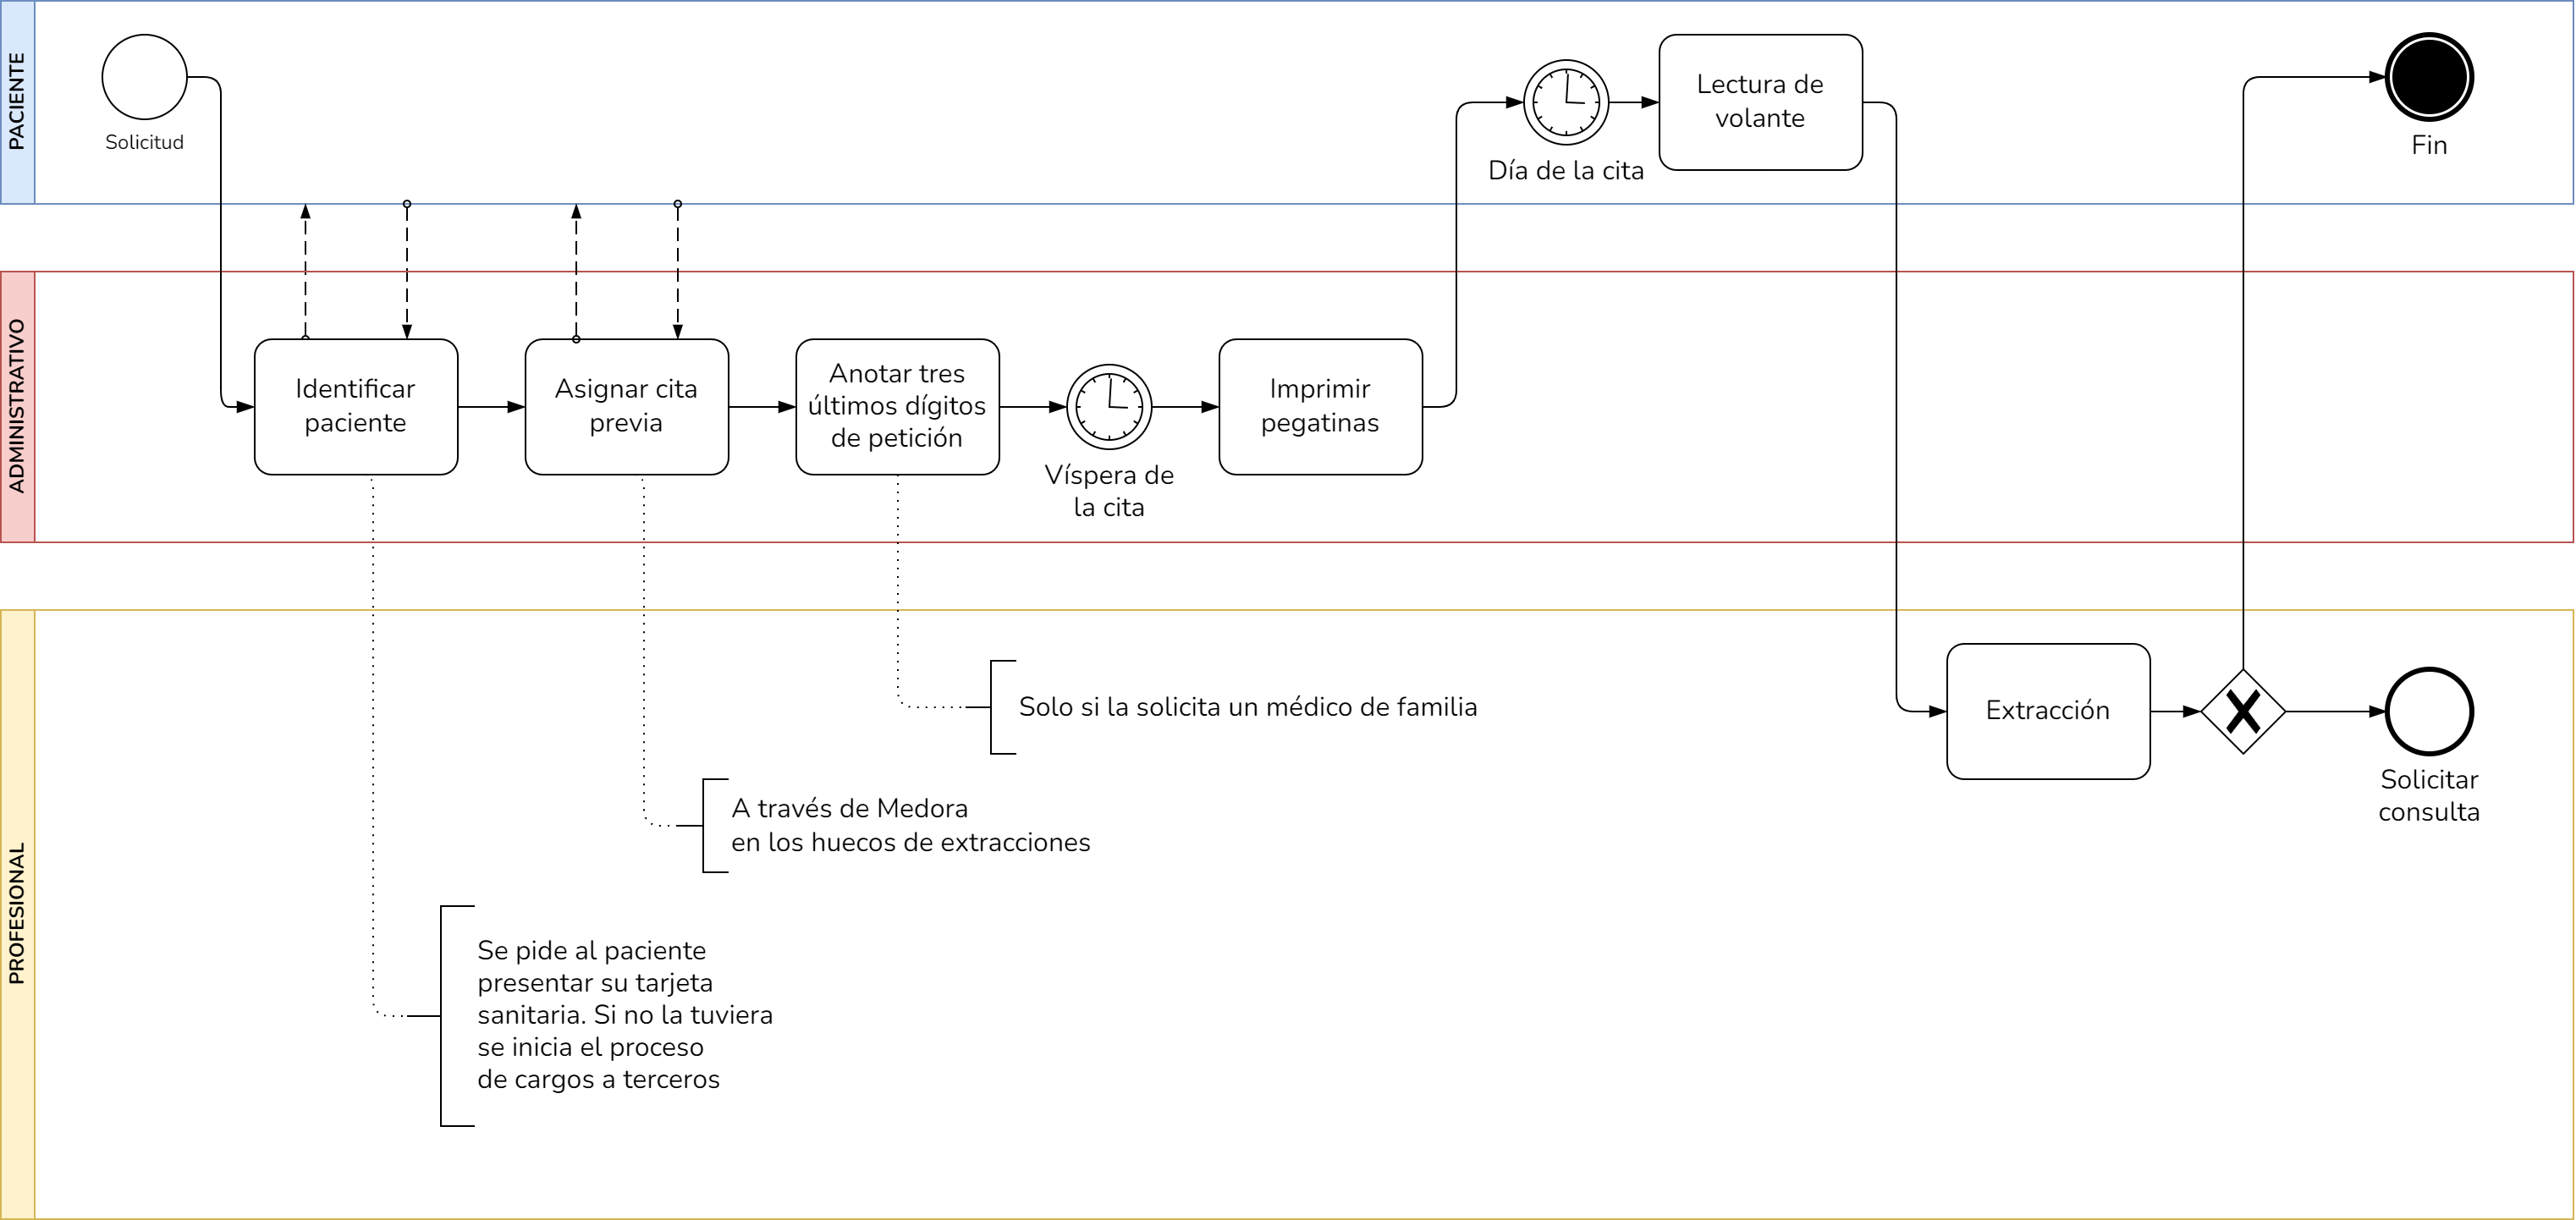 PACIENTE
Solicitud
Día de la cita
Lectura de
volante
Fin
ADMINISTRATIVO
Identificar
paciente
Asignar cita
previa
Anotar tres
últimos dígitos
de petición
Víspera de
la cita
Imprimir
pegatinas
PROFESIONAL
Solo si la solicita un médico de familia
A través de Medora
en los huecos de extracciones
Se pide al paciente
presentar su tarjeta
sanitaria. Si no la tuviera
se inicia el proceso
de cargos a terceros
Extracción
Solicitar
consulta